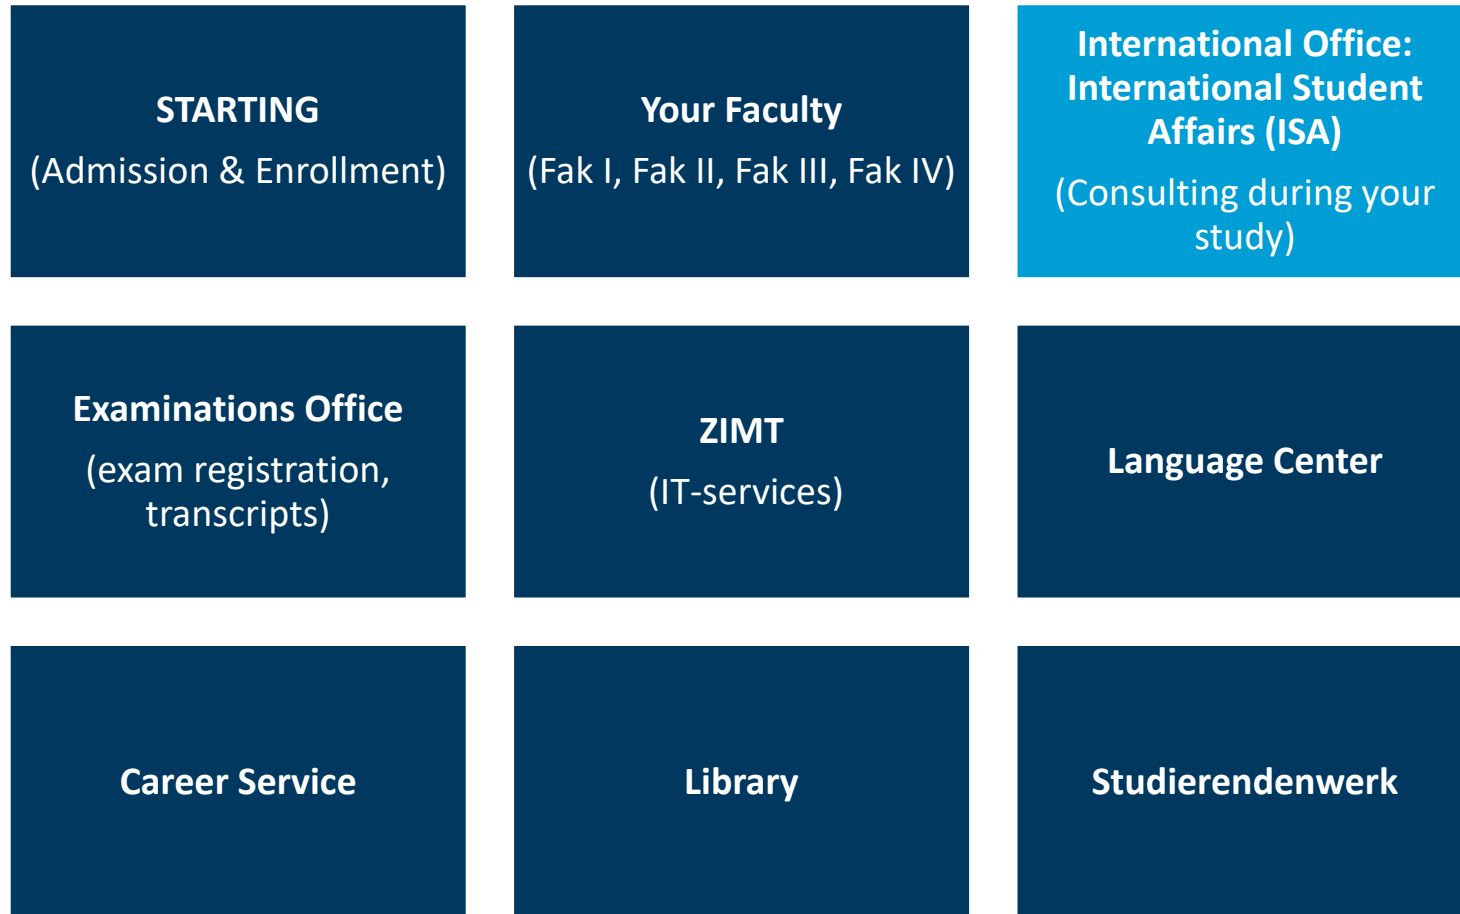 STARTING
(Admission & Enrollment)
Your Faculty
(Fak I, Fak II, Fak III, Fak IV)
International Office:
International Student
Affairs (ISA)
(Consulting during your
study)
Examinations Office
(exam registration,
transcripts)
ZIMT
(IT-services)
Language Center
Career Service
Library
Studierendenwerk